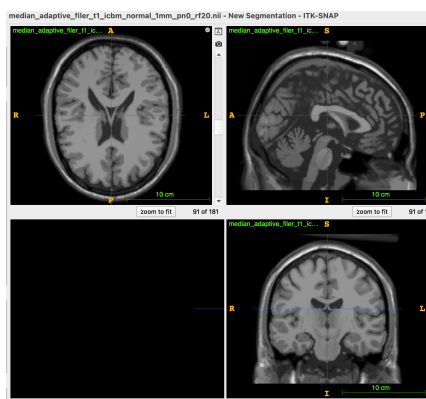 median_adaptive_filer_t1_icbm_normal_1mm_pn0_rf20.nii - New Segmentation - ITK-SNAP
median_adaptive_filer_t1_ic... A
R L
10 cm
P
zoom to fit 91 of 181
median_adaptive_filer_t1_ic... S
A P
10 cm
I
zoom to fit 91 of
median_adaptive_filer_t1_ic... S
R L
10 cm
I